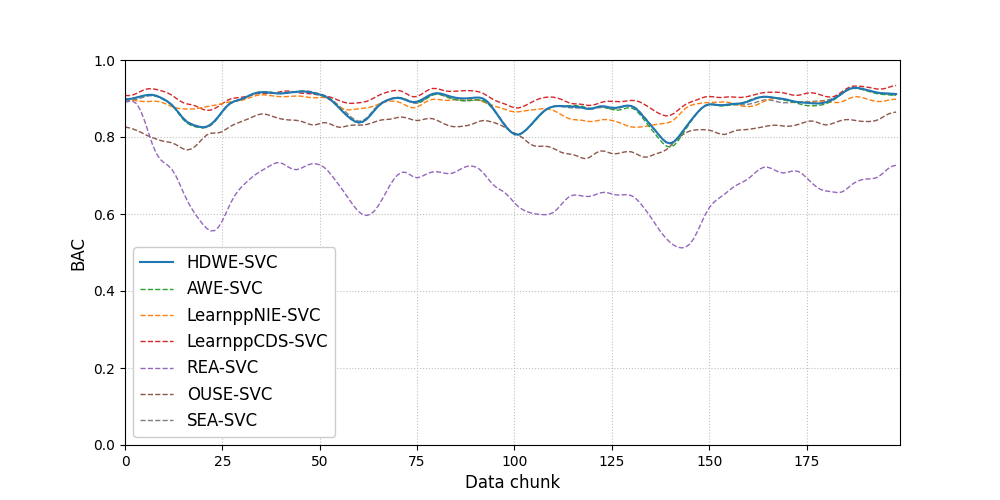 1.0
0.8
0.6
0.4
0.2
0.0
BAC
HDWE-SVC
AWE-SVC
LearnppNIE-SVC
LearnppCDS-SVC
REA-SVC
OUSE-SVC
SEA-SVC
0 25 50 75 100 125 150 175
Data chunk